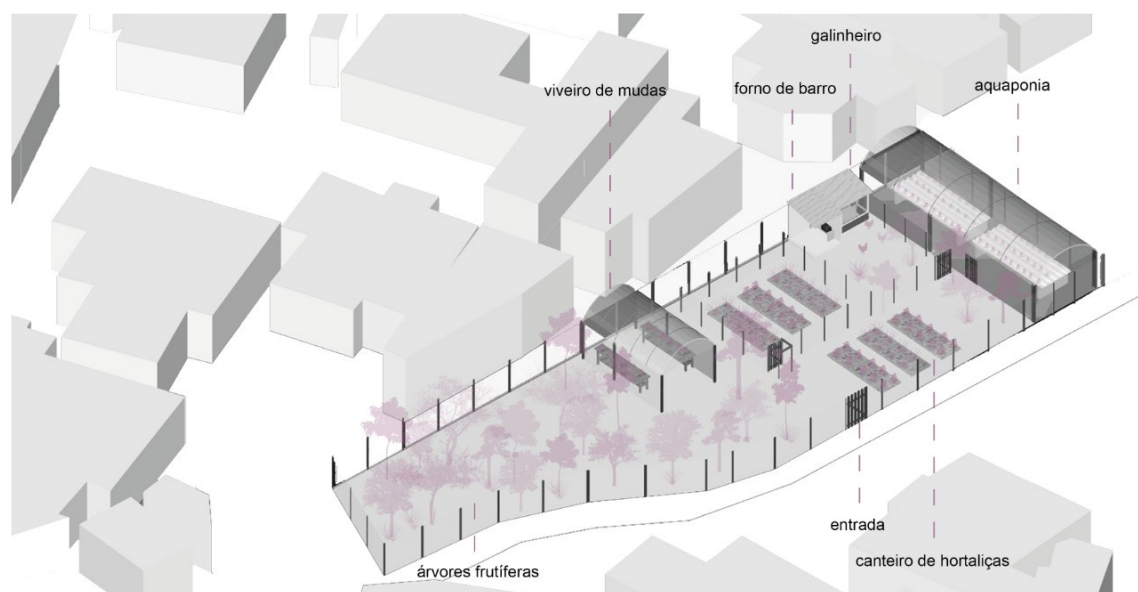 galinheiro
viveiro de mudas
forno de barro
aquaponia
entrada
canteiro de hortaliças
árvores frutíferas